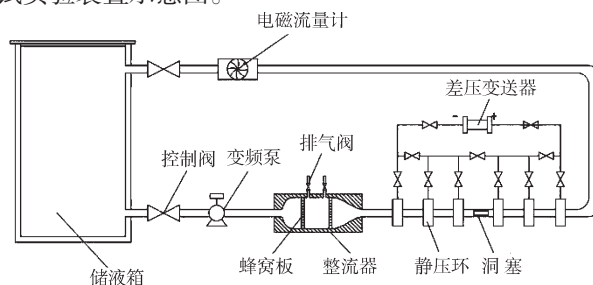 试实验装置示意图。
电磁流量计
差压变送器
- +
排气阀
控制阀
变频泵
储液箱
蜂窝板
整流器
静压环
洞塞